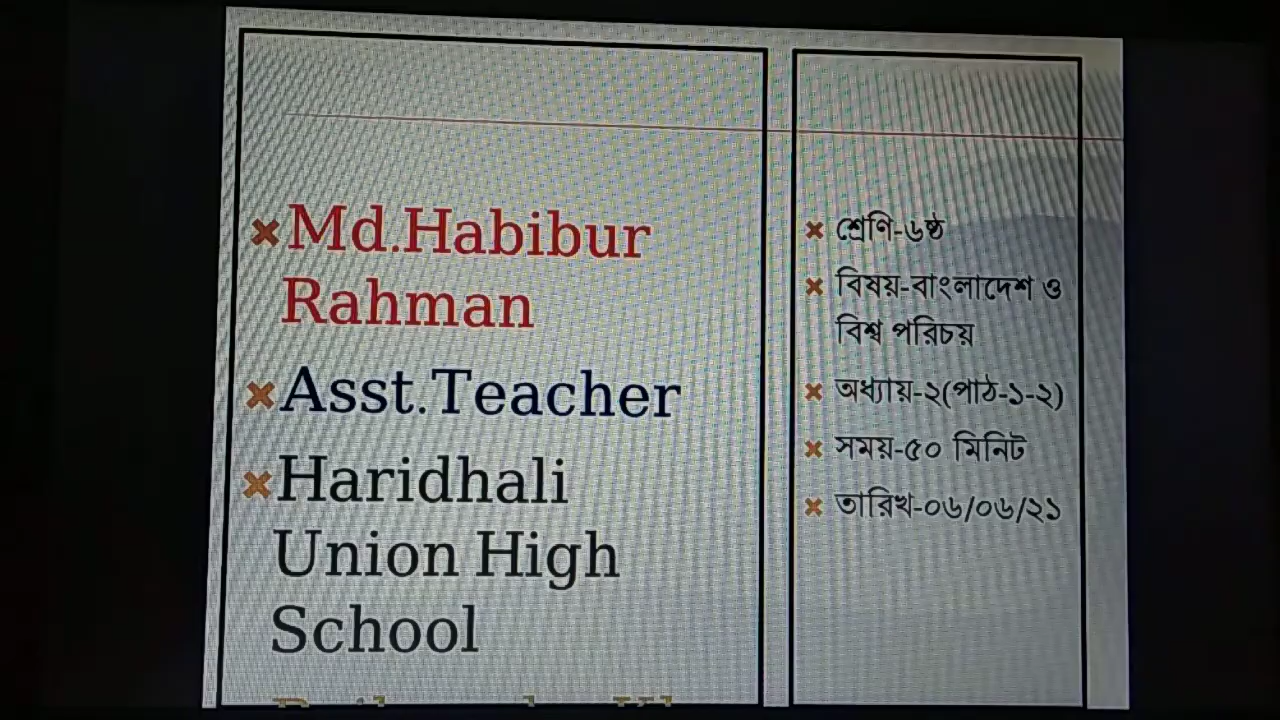 Md.Habibur
Rahman
Asst.Teacher
Haridhali
Union High
School
শ্রেণি-৬ষ্ঠ
বিষয়-বাংলাদেশ ও
বিশ্ব পরিচয়
অধ্যায়-২(পাঠ-১-২)
সময়-৫০ মিনিট
তারিখ-০৬/০৬/২১